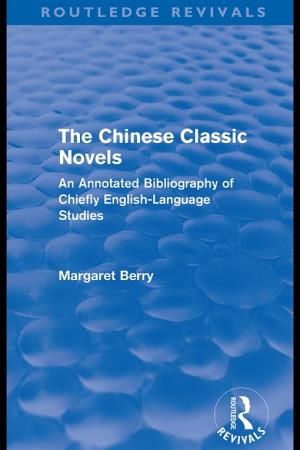 ROUTLEDGE REVIVALS
The Chinese Classic
Novels
An Annotated Bibliography of
Chiefly English-Language
Studies
Margaret Berry
ROUTLEDGE
REVIVALS